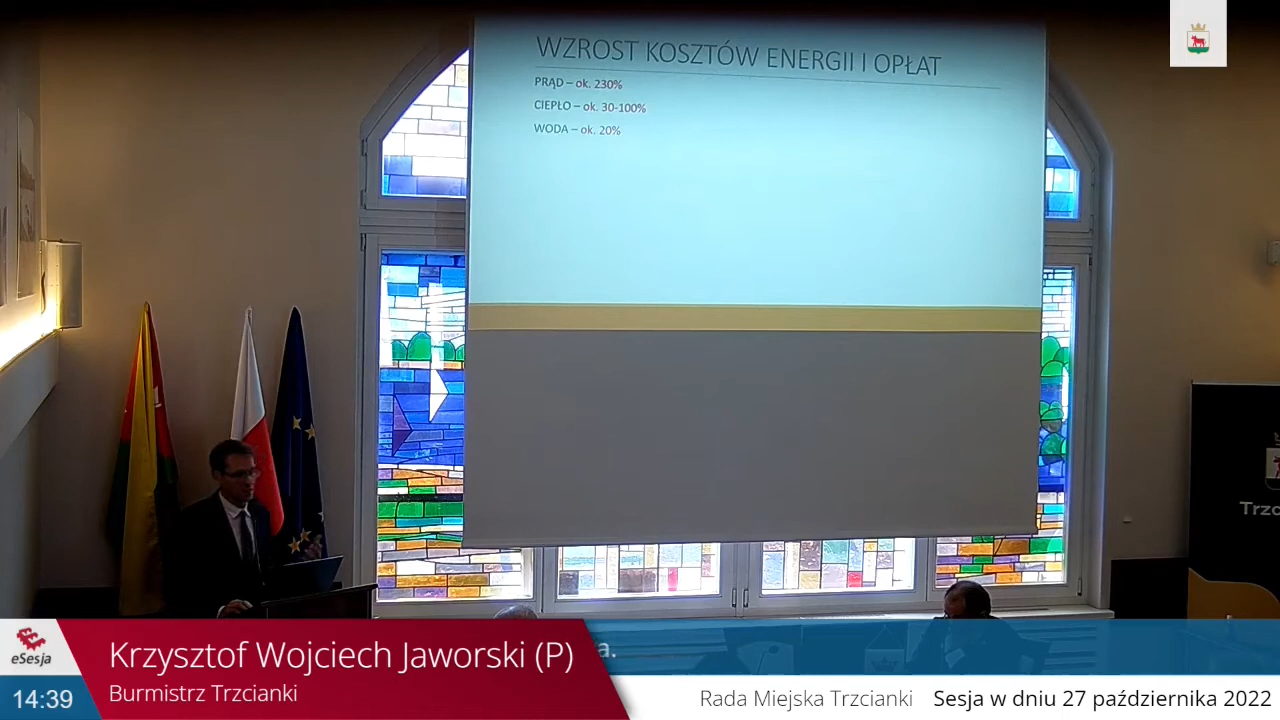 WZROST KOSZTÓW ENERGII I OPŁAT
PRĄD – ok. 230%
CIEPŁO – ok. 30-100%
WODA – ok. 20%
Trzc
a.
Krzysztof Wojciech Jaworski (P)
Burmistrz Trzcianki
eSesja
14:39
Rada Miejska Trzcianki
Sesja w dniu 27 października 2022